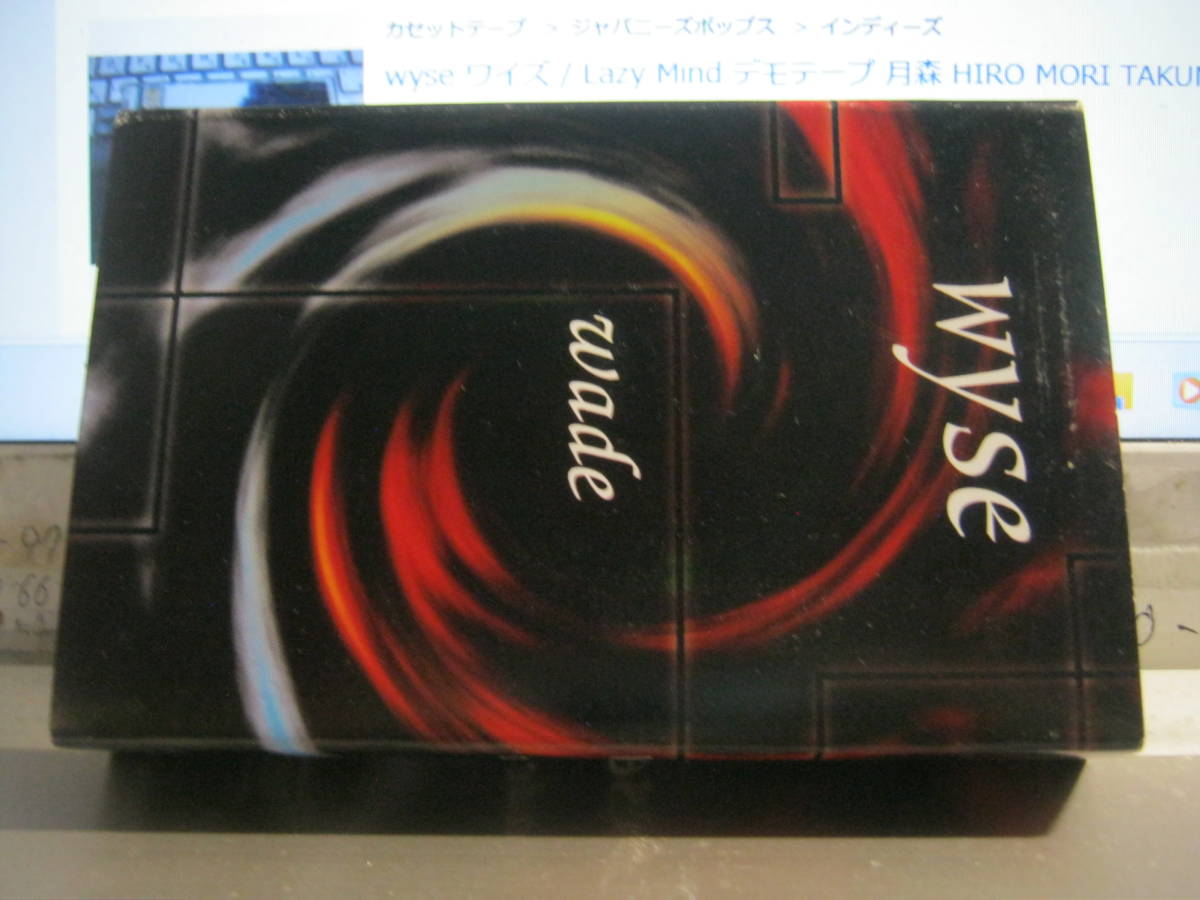 カセットテープ > ジャパニーズポップス > インディーズ
wyse ワイズ / Lazy Mind デモテープ 月森 HIRO MORI TAKUM
wyse
wade